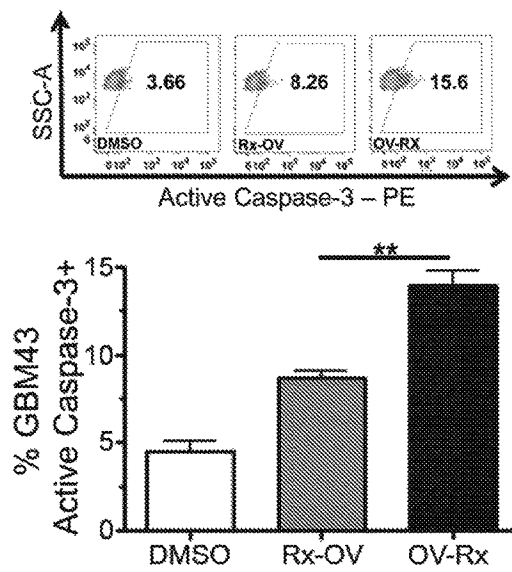 SSC-A
3.66
8.26
15.6
DMSO
Rx-OV
OV-RX
Active Caspase-3 – PE
% GBM43
Active Caspase-3+
**
15
10
5
0
DMSO
Rx-OV
OV-Rx